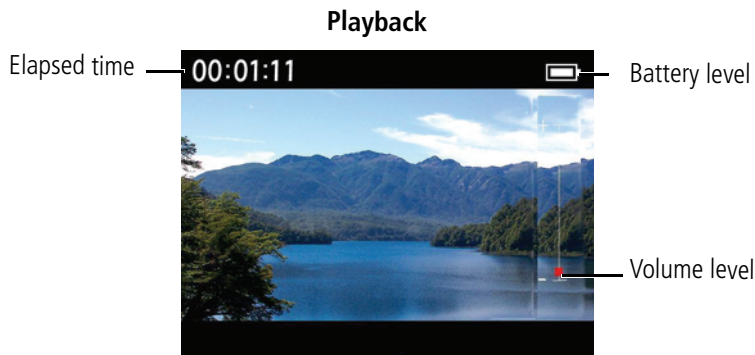 Playback
Elapsed time
00:01:11
Battery level
Volume level